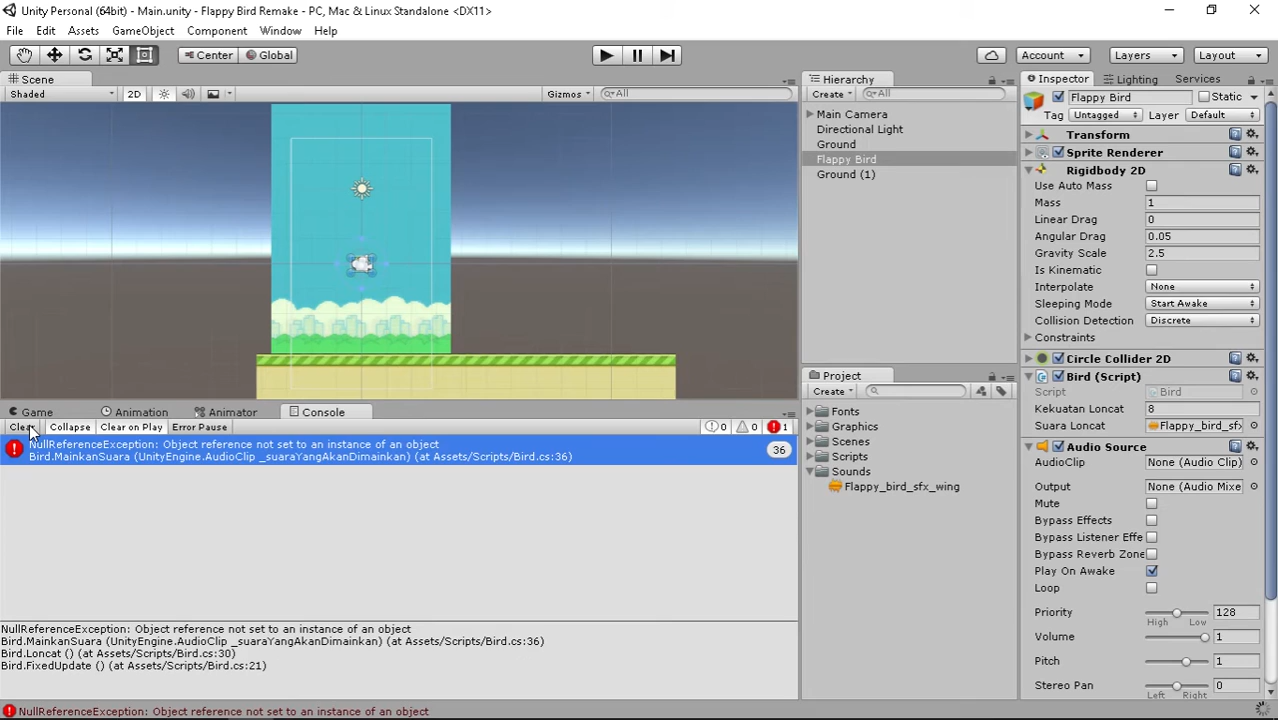 Unity Personal (64bit) - Main.unity - Flappy Bird Remake - PC, Mac & Linux Standalone <DX11>
File Edit Assets GameObject Component Window Help
Center Global Account Layers Layout
Scene
Shaded 2D Gizmos All
Hierarchy
Create All
Main Camera
Directional Light
Ground
Flappy Bird
Ground (1)
Project
Create
Fonts
Graphics
Scenes
Scripts
Sounds
Flappy_bird_sfx_wing
Inspector Lighting Services
Flappy Bird Static
Tag Untagged Layer Default
Transform
Sprite Renderer
Rigidbody 2D
Use Auto Mass
Mass 1
Linear Drag 0
Angular Drag 0.05
Gravity Scale 2.5
Is Kinematic
Interpolate None
Sleeping Mode Start Awake
Collision Detection Discrete
Constraints
Circle Collider 2D
Bird (Script)
Script Bird
Kekuatan Loncat 8
Suara Loncat Flappy_bird_sfx
Audio Source
AudioClip None (Audio Clip)
Output None (Audio Mixe
Mute
Bypass Effects
Bypass Listener Effe
Bypass Reverb Zone
Play On Awake
Loop
Priority 128
High Low
Volume 1
Pitch 1
Stereo Pan 0
Left Right
Game Animation Animator Console
Clear Collapse Clear on Play Error Pause 0 0 1
NullReferenceException: Object reference not set to an instance of an object
Bird.MainkanSuara (UnityEngine.AudioClip _suaraYangAkanDimainkan) (at Assets/Scripts/Bird.cs:36) 36
NullReferenceException: Object reference not set to an instance of an object
Bird.MainkanSuara (UnityEngine.AudioClip _suaraYangAkanDimainkan) (at Assets/Scripts/Bird.cs:36)
Bird.Loncat () (at Assets/Scripts/Bird.cs:30)
Bird.FixedUpdate () (at Assets/Scripts/Bird.cs:21)
NullReferenceException: Object reference not set to an instance of an object